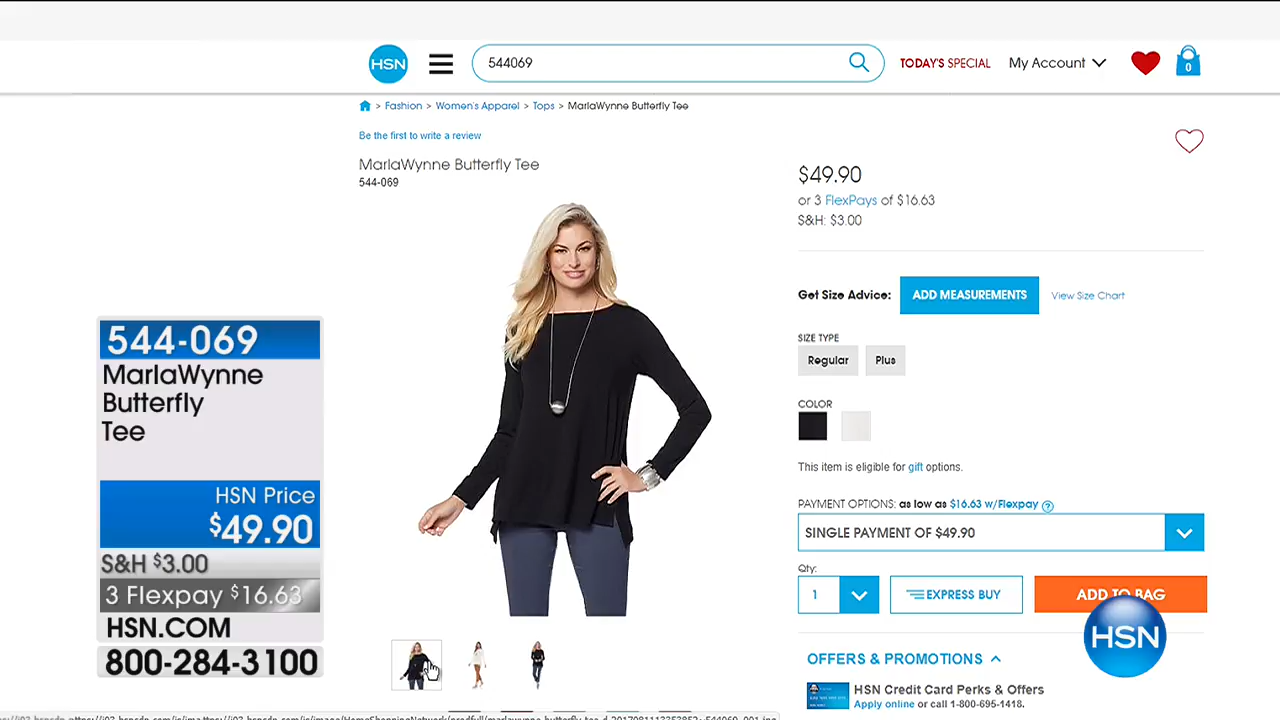 HSN
544069
TODAY'S SPECIAL
My Account
0
> Fashion > Women's Apparel > Tops > MarlaWynne Butterfly Tee
Be the first to write a review
MarlaWynne Butterfly Tee
544-069
$49.90
or 3 FlexPays of $16.63
S&H: $3.00
Get Size Advice:
ADD MEASUREMENTS
View Size Chart
SIZE TYPE
Regular
Plus
COLOR
This item is eligible for gift options.
PAYMENT OPTIONS: as low as $16.63 w/Flexpay ?
SINGLE PAYMENT OF $49.90
Qty:
1
EXPRESS BUY
ADD TO BAG
OFFERS & PROMOTIONS
HSN Credit Card Perks & Offers
Apply online or call 1-800-695-1418.
HSN
544-069
MarlaWynne
Butterfly
Tee
HSN Price
$49.90
S&H $3.00
3 Flexpay $16.63
HSN.COM
800-284-3100